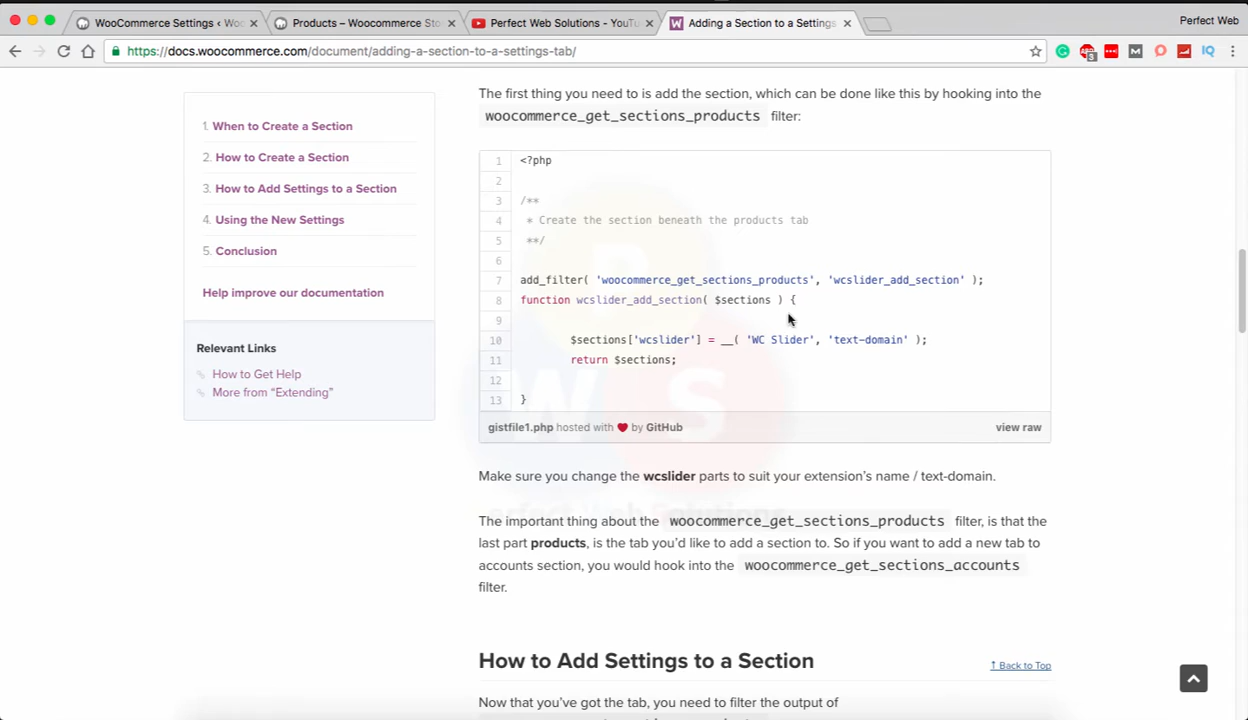 WooCommerce Settings ‹ Woo
Products – Woocommerce Sto
Perfect Web Solutions - YouTu
Adding a Section to a Settings
Perfect Web
https://docs.woocommerce.com/document/adding-a-section-to-a-settings-tab/
1. When to Create a Section
2. How to Create a Section
3. How to Add Settings to a Section
4. Using the New Settings
5. Conclusion
Help improve our documentation
Relevant Links
How to Get Help
More from “Extending”
The first thing you need to is add the section, which can be done like this by hooking into the
woocommerce_get_sections_products filter:
1 <?php
2
3 /**
4 * Create the section beneath the products tab
5 **/
6
7 add_filter( 'woocommerce_get_sections_products', 'wcslider_add_section' );
8 function wcslider_add_section( $sections ) {
9
10 $sections['wcslider'] = __( 'WC Slider', 'text-domain' );
11 return $sections;
12
13 }
gistfile1.php hosted with ❤ by GitHub
view raw
Make sure you change the wcslider parts to suit your extension’s name / text-domain.
The important thing about the woocommerce_get_sections_products filter, is that the
last part products, is the tab you’d like to add a section to. So if you want to add a new tab to
accounts section, you would hook into the woocommerce_get_sections_accounts
filter.
How to Add Settings to a Section
↑ Back to Top
Now that you’ve got the tab, you need to filter the output of